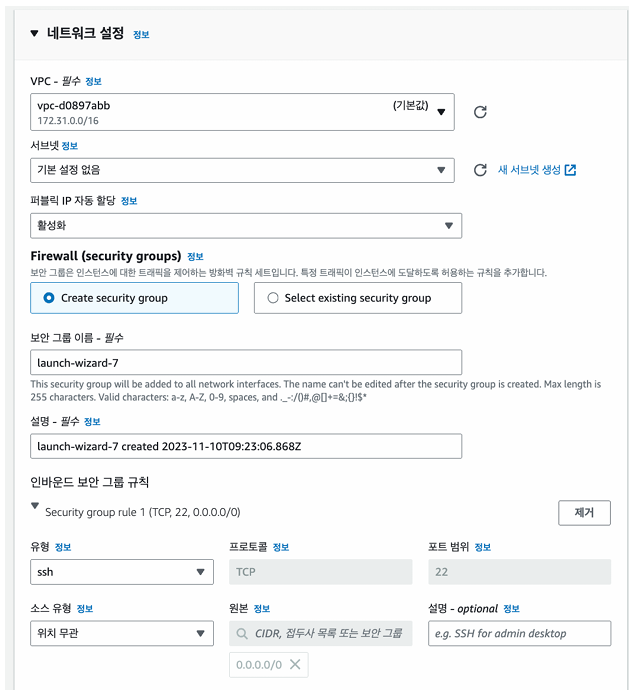 네트워크 설정 정보
VPC - 필수 정보
vpc-d0897abb (기본값)
172.31.0.0/16
서브넷 정보
기본 설정 없음 새 서브넷 생성
퍼블릭 IP 자동 할당 정보
활성화
Firewall (security groups) 정보
보안 그룹은 인스턴스에 대한 트래픽을 제어하는 방화벽 규칙 세트입니다. 특정 트래픽이 인스턴스에 도달하도록 허용하는 규칙을 추가합니다.
Create security group Select existing security group
보안 그룹 이름 - 필수
launch-wizard-7
This security group will be added to all network interfaces. The name can't be edited after the security group is created. Max length is
255 characters. Valid characters: a-z, A-Z, 0-9, spaces, and ._-:/()#,@[]+=&;{}!$*
설명 - 필수 정보
launch-wizard-7 created 2023-11-10T09:23:06.868Z
인바운드 보안 그룹 규칙
Security group rule 1 (TCP, 22, 0.0.0.0/0) 제거
유형 정보 프로토콜 정보 포트 범위 정보
ssh TCP 22
소스 유형 정보 원본 정보 설명 - optional 정보
위치 무관 CIDR, 접두사 목록 또는 보안 그룹 e.g. SSH for admin desktop
0.0.0.0/0